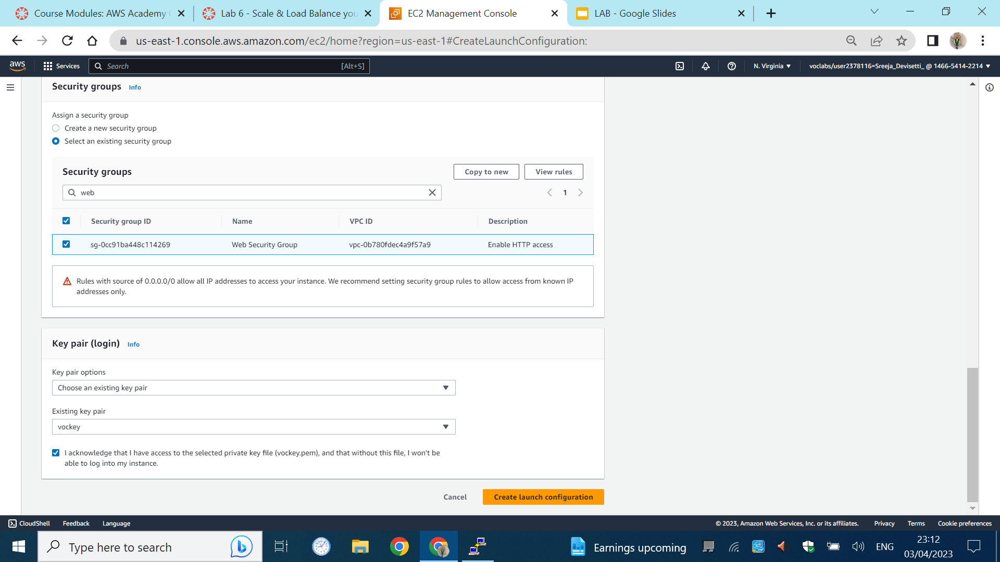 Course Modules: AWS Academy
Lab 6 - Scale & Load Balance you
EC2 Management Console
LAB - Google Slides
us-east-1.console.aws.amazon.com/ec2/home?region=us-east-1#CreateLaunchConfiguration:
aws
Services
Search
[Alt+S]
N. Virginia
voclabs/user2378116=Sreeja_Devisetti_ @ 1466-5414-2214
Security groups Info
Assign a security group
Create a new security group
Select an existing security group
Security groups
Copy to new
View rules
web
1
Security group ID Name VPC ID Description
sg-0cc91ba448c114269 Web Security Group vpc-0b780fdec4a9f57a9 Enable HTTP access
Rules with source of 0.0.0.0/0 allow all IP addresses to access your instance. We recommend setting security group rules to allow access from known IP
addresses only.
Key pair (login) Info
Key pair options
Choose an existing key pair
Existing key pair
vockey
I acknowledge that I have access to the selected private key file (vockey.pem), and that without this file, I won't be
able to log into my instance.
Cancel
Create launch configuration
CloudShell Feedback Language
© 2023, Amazon Web Services, Inc. or its affiliates. Privacy Terms Cookie preferences
Type here to search
Earnings upcoming
ENG
23:12
03/04/2023